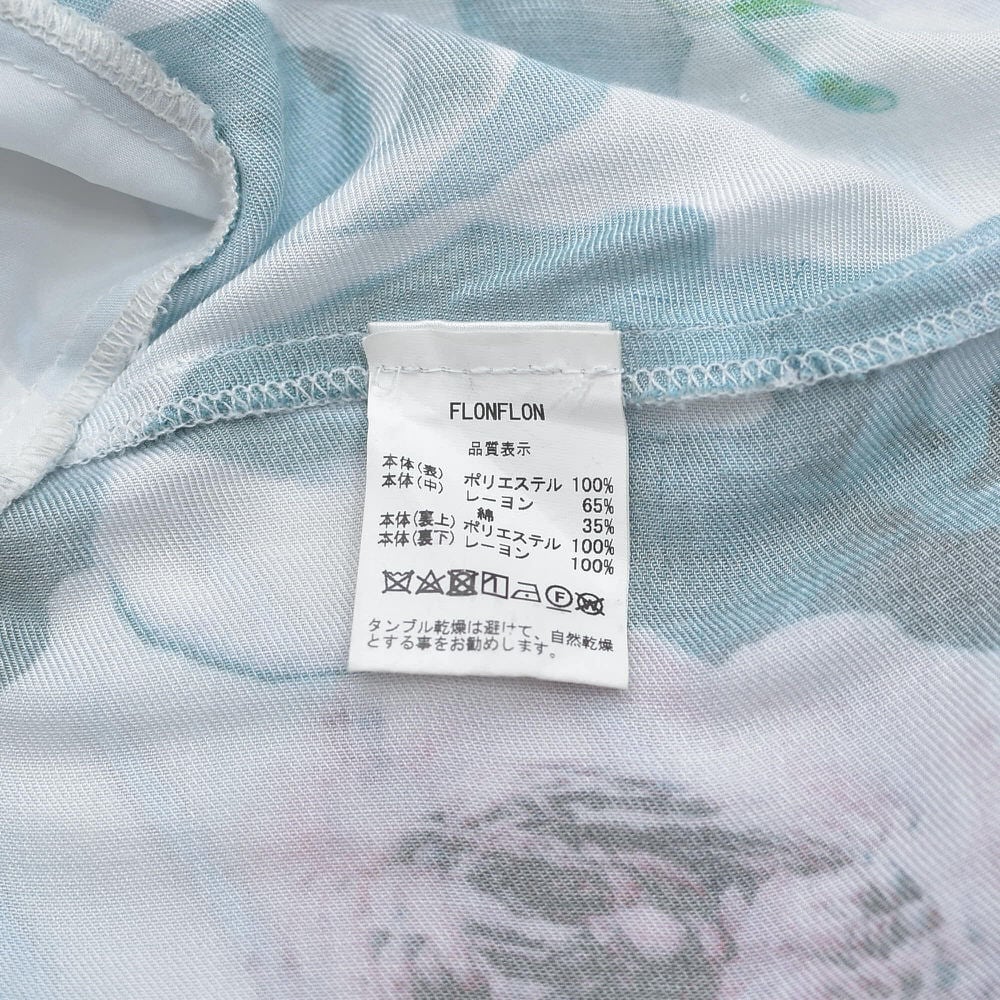 FLONFLON
品質表示
本体(表) ポリエステル 100%
本体(中) レーヨン 65%
綿 35%
本体(裏上) ポリエステル 100%
本体(裏下) レーヨン 100%
タンブル乾燥は避けて、自然乾燥
とする事をお勧めします。